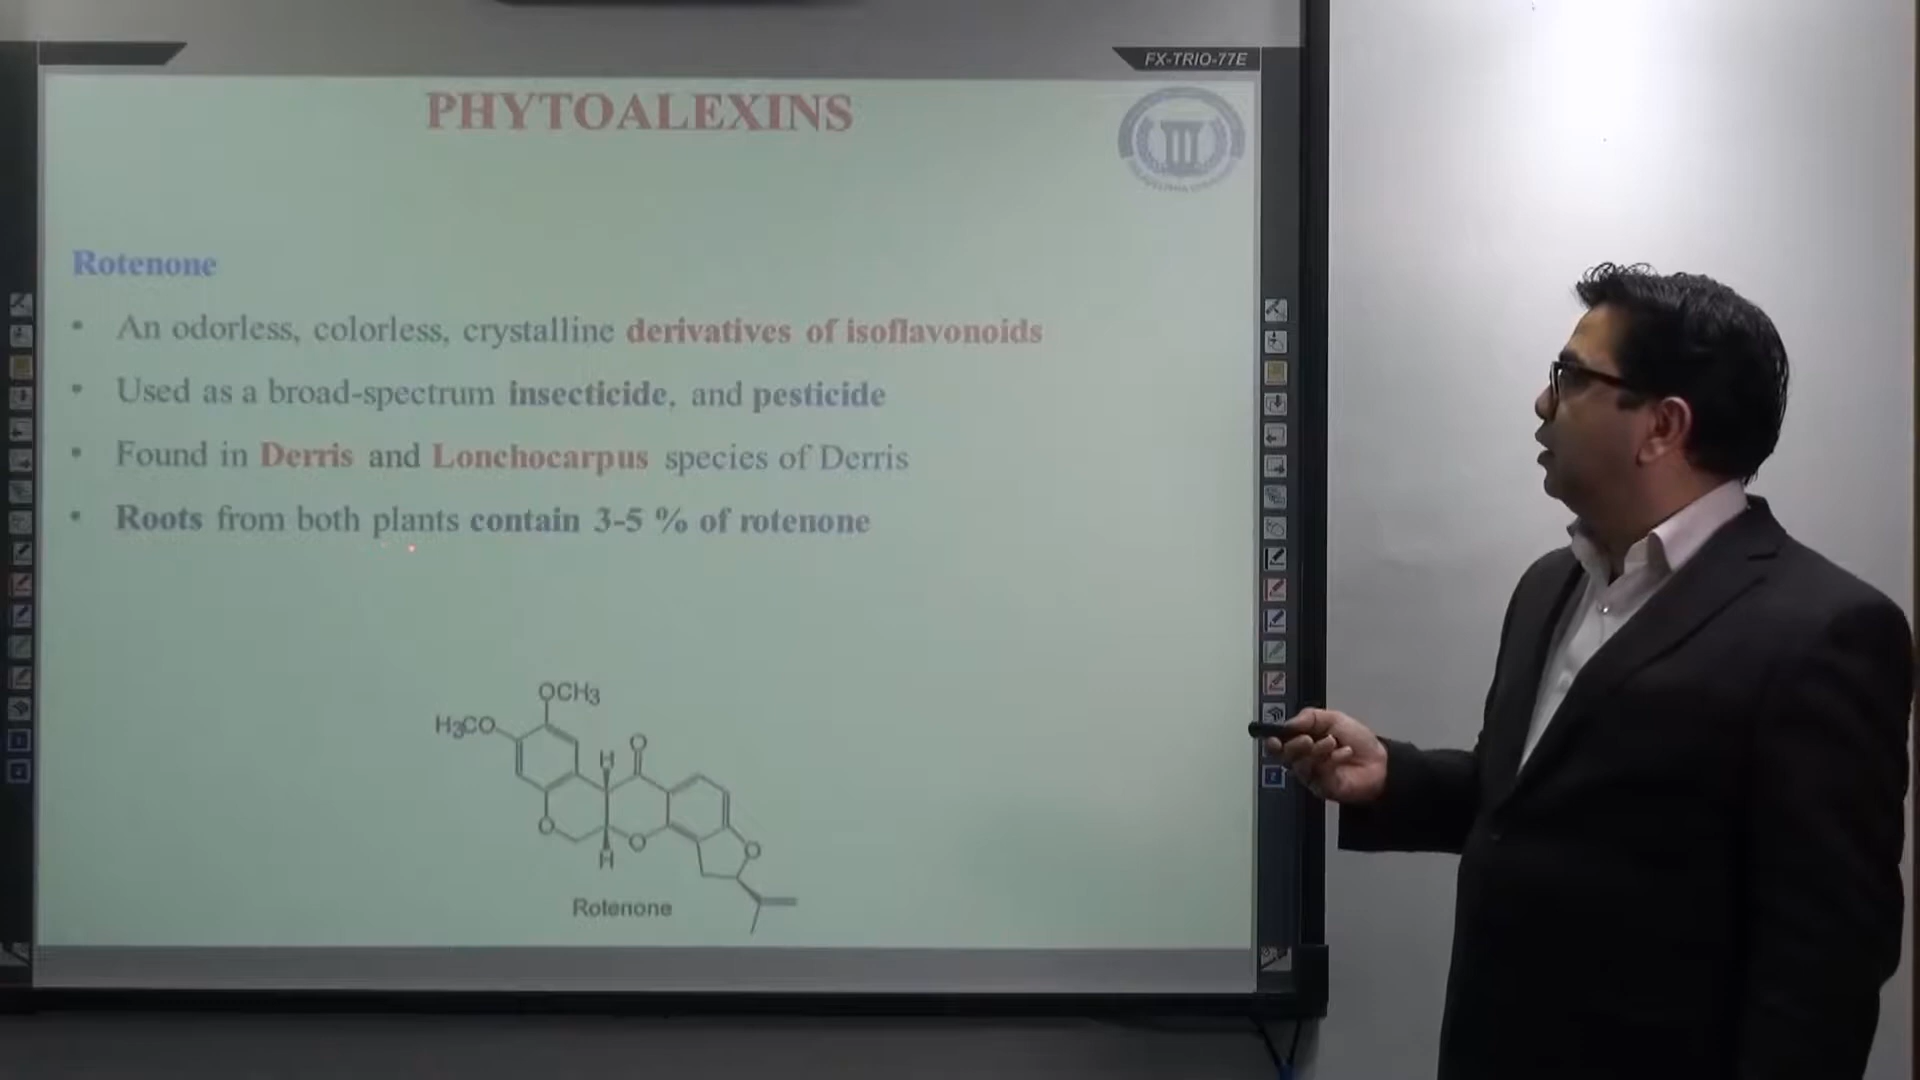 FX-TRIO-77E
PHYTOALEXINS
Rotenone
• An odorless, colorless, crystalline derivatives of isoflavonoids
• Used as a broad-spectrum insecticide, and pesticide
• Found in Derris and Lonchocarpus species of Derris
• Roots from both plants contain 3-5 % of rotenone
OCH3
H3CO
H
O
O
O
O
H
Rotenone